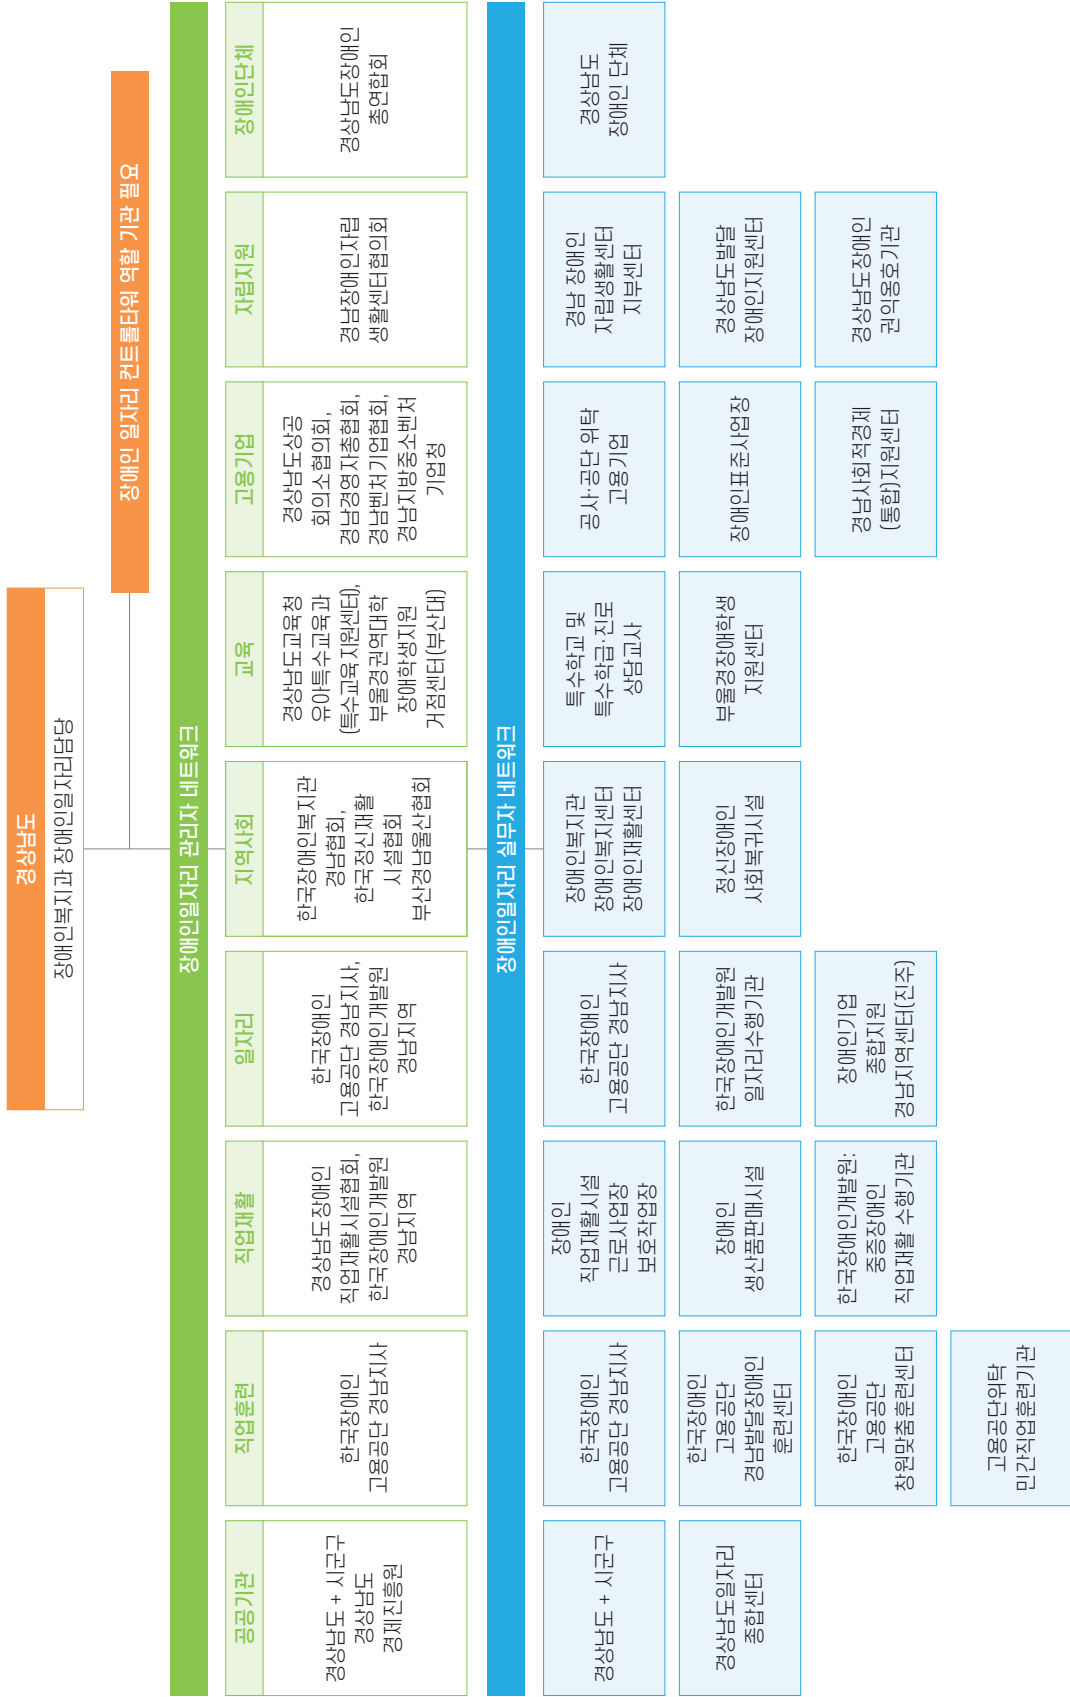 경상남도
장애인복지과 장애인일자리담당
장애인 일자리 컨트롤타워 역할 기관 필요
장애인일자리 관리자 네트워크
공공기관
경상남도 + 시군구
경상남도
경제진흥원
직업훈련
한국장애인
고용공단 경남지사
직업재활
경상남도장애인
직업재활시설협회,
한국장애인개발원
경남지역
일자리
한국장애인
고용공단 경남지사,
한국장애인개발원
경남지역
지역사회
한국장애인복지관
경남협회,
한국정신재활
시설협회
부산경남울산협회
교육
경상남도교육청
유아특수교육과
(특수교육 지원센터),
부울경권역대학
장애학생지원
거점센터(부산대)
고용기업
경상남도상공
회의소협의회,
경남경영자총협회,
경남벤처기업협회,
경남지방중소벤처
기업청
자립지원
경남장애인자립
생활센터협의회
장애인단체
경상남도장애인
총연합회
장애인일자리 실무자 네트워크
경상남도 + 시군구
경상남도일자리
종합센터
한국장애인
고용공단 경남지사
한국장애인
고용공단
경남발달장애인
훈련센터
한국장애인
고용공단
창원맞춤훈련센터
고용공단위탁
민간직업훈련기관
장애인
직업재활시설
근로사업장
보호작업장
장애인
생산품판매시설
한국장애인개발원:
중증장애인
직업재활 수행기관
한국장애인
고용공단 경남지사
한국장애인개발원
일자리수행기관
장애인기업
종합지원
경남지역센터(진주)
장애인복지관
장애인복지센터
장애인재활센터
정신장애인
사회복귀시설
특수학교 및
특수학급·진로
상담교사
부울경장애학생
지원센터
공사·공단 위탁
고용기업
장애인표준사업장
경남사회적경제
(통합)지원센터
경남 장애인
자립생활센터
지부센터
경상남도발달
장애인지원센터
경상남도장애인
권익옹호기관
경상남도
장애인 단체